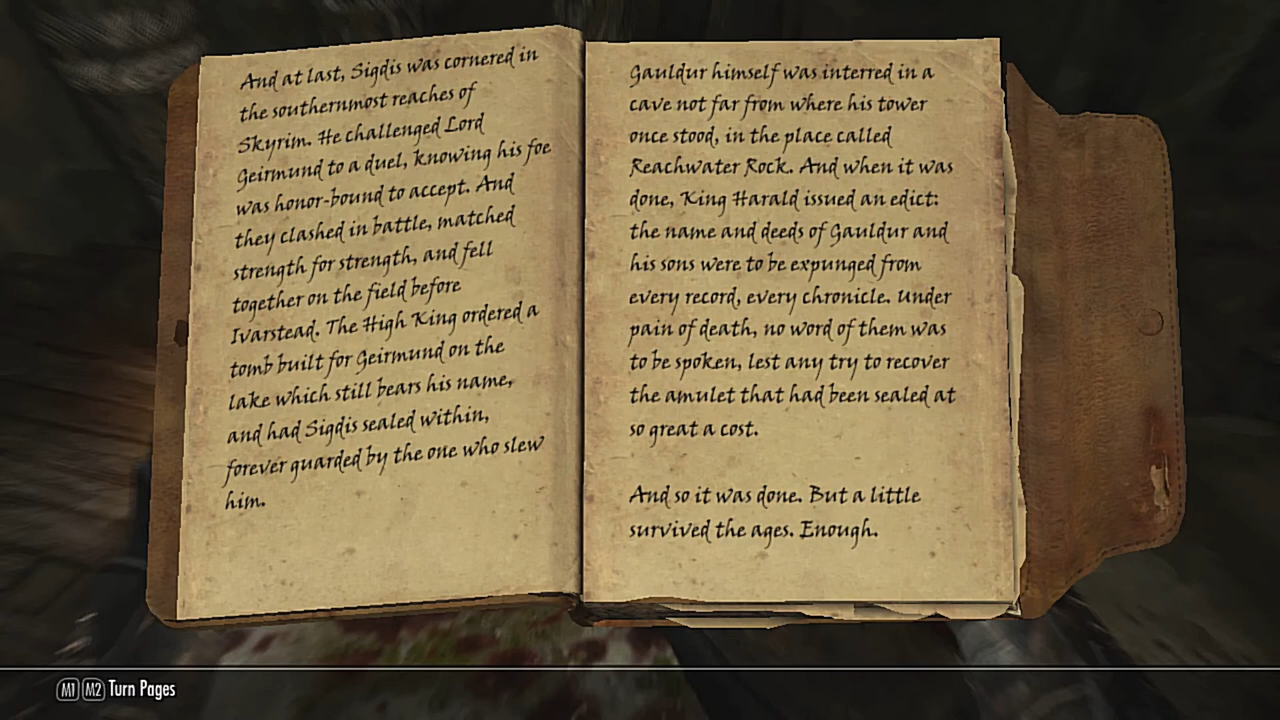 And at last, Sigdis was cornered in
the southernmost reaches of
Skyrim. He challenged Lord
Geirmund to a duel, knowing his foe
was honor-bound to accept. And
they clashed in battle, matched
strength for strength, and fell
together on the field before
Ivarstead. The High King ordered a
tomb built for Geirmund on the
lake which still bears his name,
and had Sigdis sealed within,
forever guarded by the one who slew
him.
Gauldur himself was interred in a
cave not far from where his tower
once stood, in the place called
Reachwater Rock. And when it was
done, King Harald issued an edict:
the name and deeds of Gauldur and
his sons were to be expunged from
every record, every chronicle. Under
pain of death, no word of them was
to be spoken, lest any try to recover
the amulet that had been sealed at
so great a cost.
And so it was done. But a little
survived the ages. Enough.
M1 M2 Turn Pages